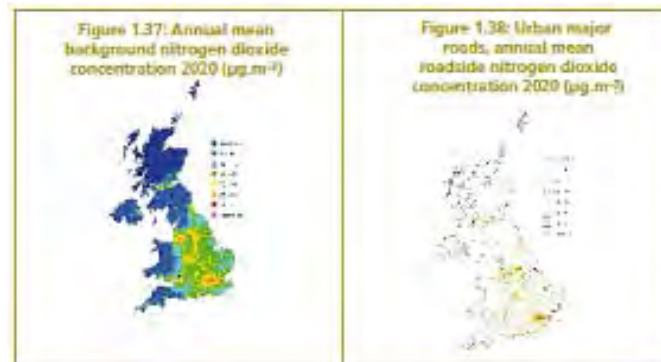 Figure 1.37: Annual mean
background nitrogen dioxide
concentration 2020 (µg.m⁻³)
Figure 1.38: Urban major
roads, annual mean
roadside nitrogen dioxide
concentration 2020 (µg.m⁻³)